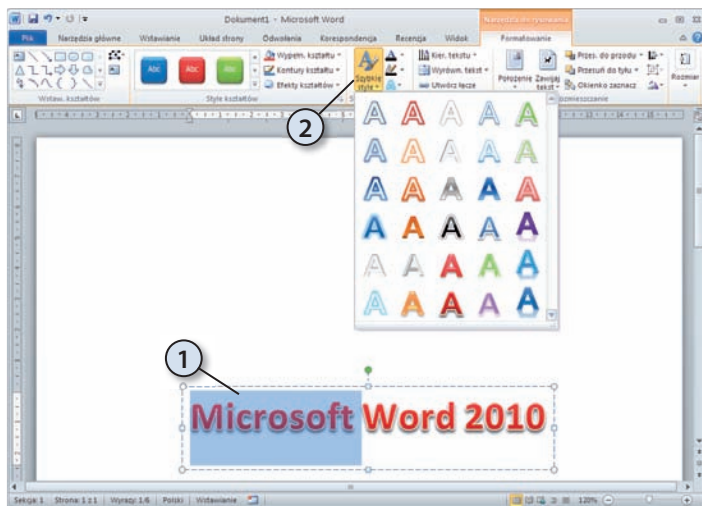 Dokument1 - Microsoft Word
Narzędzia do rysowania
Plik Narzędzia główne Wstawianie Układ strony Odwołania Korespondencja Recenzja Widok Formatowanie
Abc Abc Abc
Wypełn. kształtu
Kontury kształtu
Efekty kształtów
Szybkie style
Kier. tekstu
Wyrówn. tekst
Utwórz łącze
Położenie Zawijaj tekst
Przes. do przodu
Przesuń do tyłu
Okienko zaznacz.
Rozmiar
Wstaw. kształtów Style kształtów
2
1
Microsoft Word 2010
Sekcja: 1 Strona: 1 z 1 Wyrazy: 1/6 Polski Wstawianie 120%